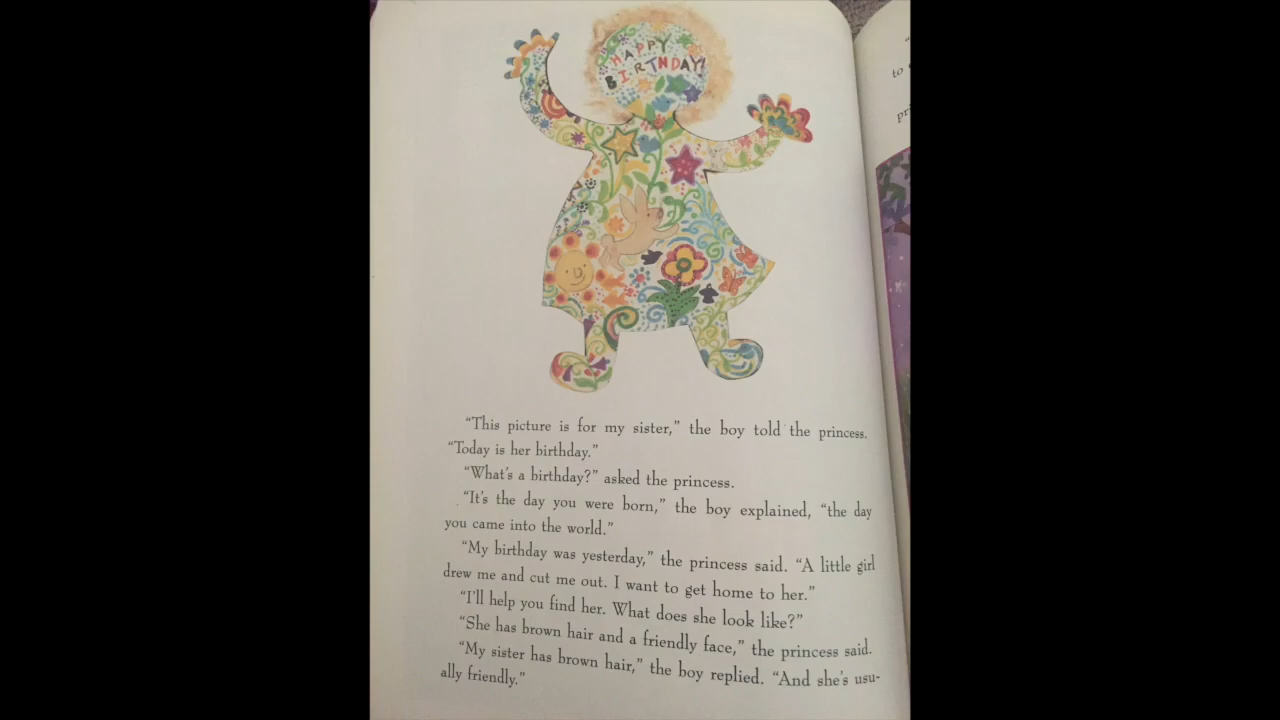 HAPPY
BIRTHDAY!
“This picture is for my sister,” the boy told the princess.
“Today is her birthday.”
“What's a birthday?” asked the princess.
“It's the day you were born,” the boy explained, “the day
you came into the world.”
“My birthday was yesterday,” the princess said. “A little girl
drew me and cut me out. I want to get home to her.”
“I'll help you find her. What does she look like?”
“She has brown hair and a friendly face,” the princess said.
“My sister has brown hair,” the boy replied. “And she's usu-
ally friendly.”
to